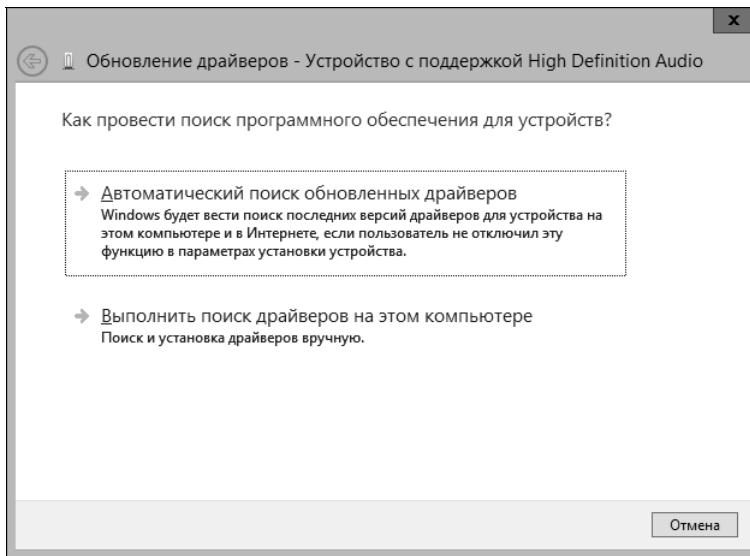 x
Обновление драйверов - Устройство с поддержкой High Definition Audio
Как провести поиск программного обеспечения для устройств?
Автоматический поиск обновленных драйверов
Windows будет вести поиск последних версий драйверов для устройства на
этом компьютере и в Интернете, если пользователь не отключил эту
функцию в параметрах установки устройства.
Выполнить поиск драйверов на этом компьютере
Поиск и установка драйверов вручную.
Отмена